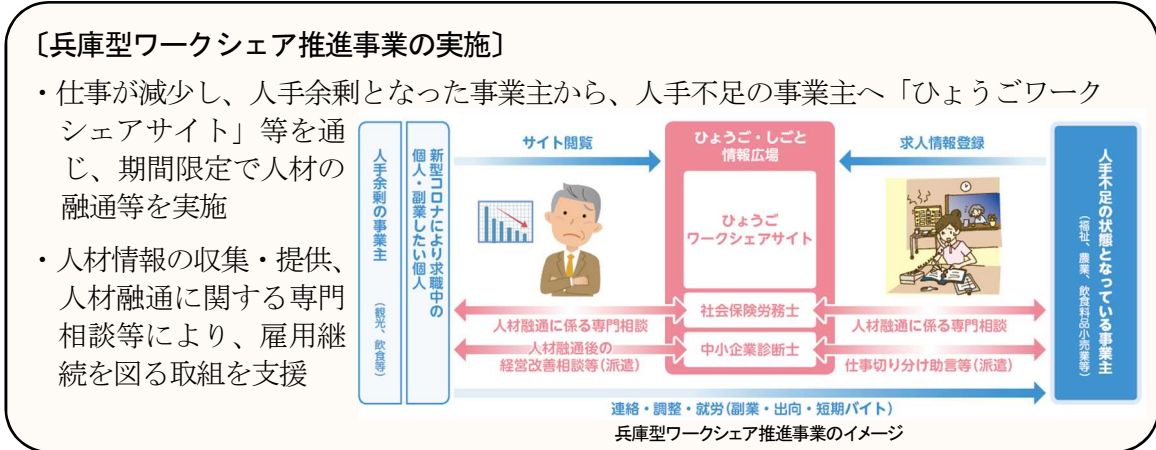 〔兵庫型ワークシェア推進事業の実施〕
・仕事が減少し、人手余剰となった事業主から、人手不足の事業主へ「ひょうごワーク
シェアサイト」等を通
じ、期間限定で人材の
融通等を実施
・人材情報の収集・提供、
人材融通に関する専門
相談等により、雇用継
続を図る取組を支援
人手余剰の事業主
(観光、飲食等)
新型コロナにより求職中の
個人・副業したい個人
サイト閲覧
ひょうご・しごと
情報広場
ひょうご
ワークシェアサイト
求人情報登録
人手不足の状態となっている事業主
(福祉、農業、飲食料品小売業等)
人材融通に係る専門相談
社会保険労務士
人材融通に係る専門相談
人材融通後の
経営改善相談等(派遣)
中小企業診断士
仕事切り分け助言等(派遣)
連絡・調整・就労(副業・出向・短期バイト)
兵庫型ワークシェア推進事業のイメージ